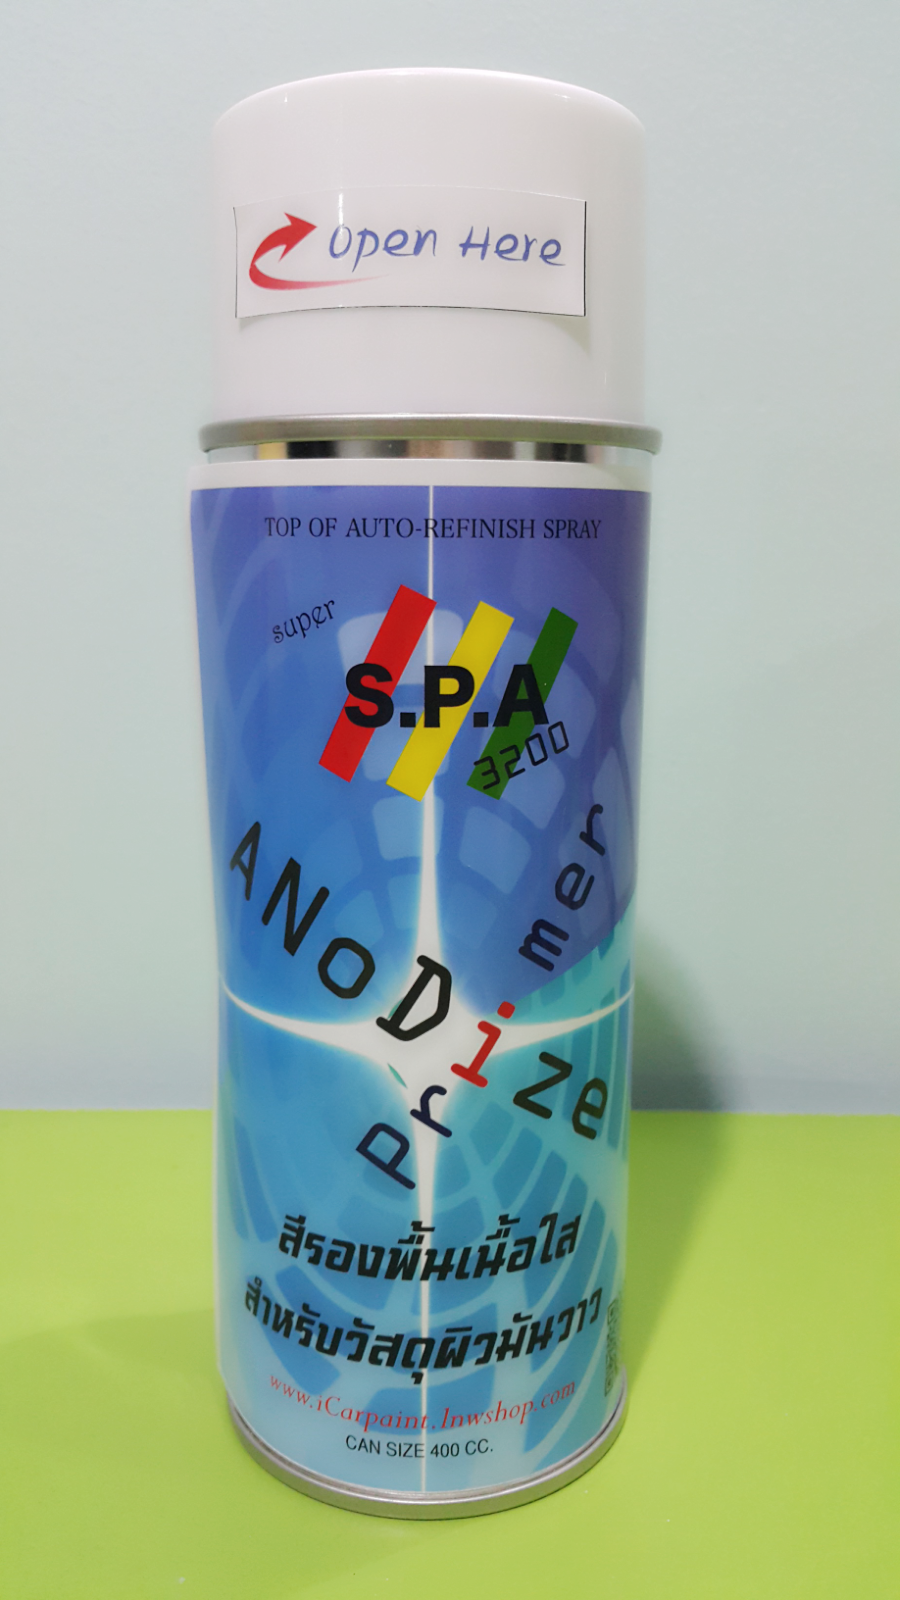 Open Here
TOP OF AUTO-REFINISH SPRAY
super
S.P.A
3200
ANoDize
primer
สีรองพื้นเนื้อใส
สำหรับวัสดุผิวมันวาว
www.iCarpaint.lnwshop.com
CAN SIZE 400 CC.